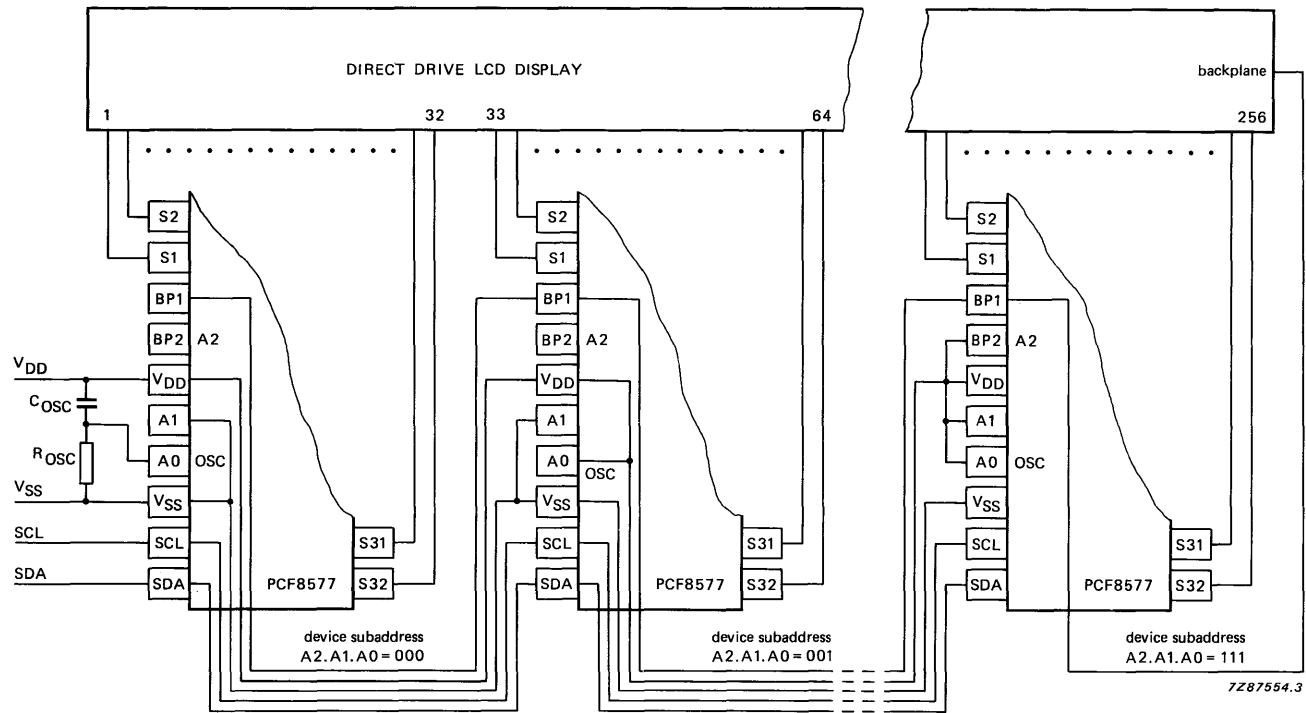 DIRECT DRIVE LCD DISPLAY
backplane
1
32
33
64
256
S2
S1
BP1
BP2
A2
VDD
A1
A0
OSC
VSS
SCL
SDA
PCF8577
S31
S32
VDD
COSC
ROSC
VSS
SCL
SDA
device subaddress
A2.A1.A0 = 000
S2
S1
BP1
BP2
A2
VDD
A1
A0
OSC
VSS
SCL
SDA
PCF8577
S31
S32
device subaddress
A2.A1.A0 = 001
S2
S1
BP1
BP2
A2
VDD
A1
A0
OSC
VSS
SCL
SDA
PCF8577
S31
S32
device subaddress
A2.A1.A0 = 111
7Z87554.3